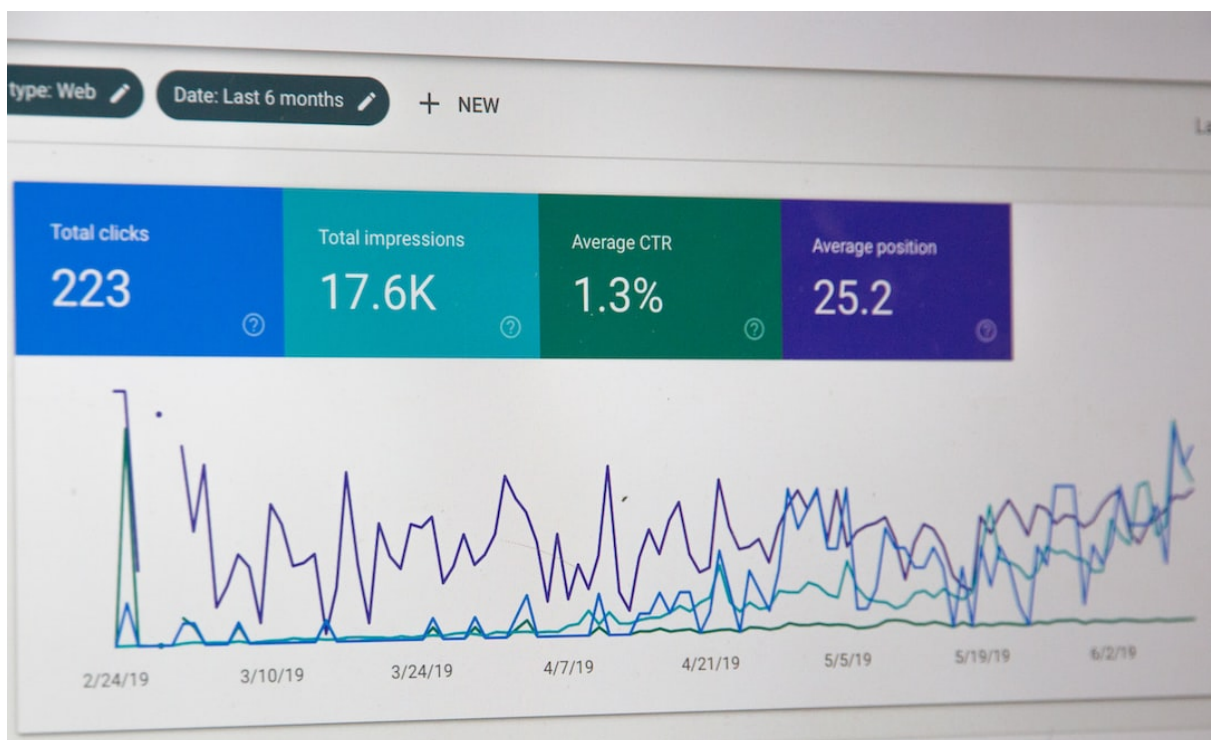 type: Web
Date: Last 6 months
+ NEW
Total clicks
223
Total impressions
17.6K
Average CTR
1.3%
Average position
25.2
2/24/19
3/10/19
3/24/19
4/7/19
4/21/19
5/5/19
5/19/19
6/2/19